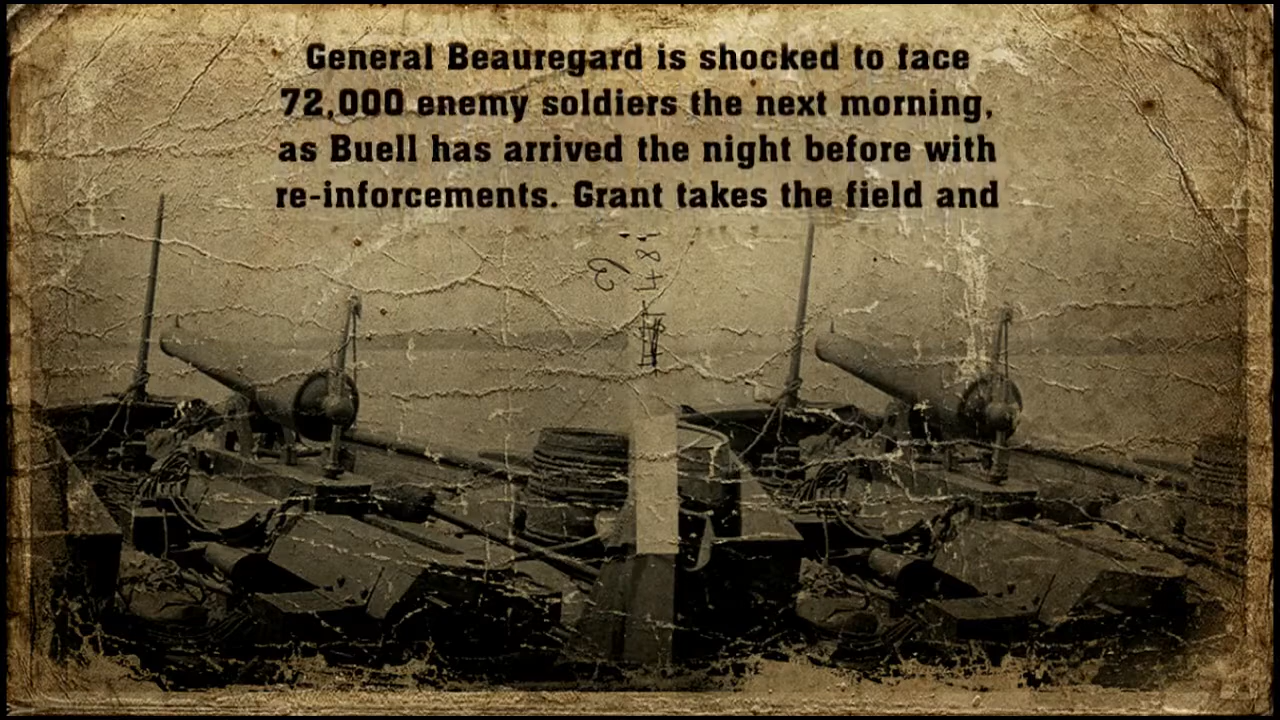 General Beauregard is shocked to face
72,000 enemy soldiers the next morning,
as Buell has arrived the night before with
re-inforcements. Grant takes the field and